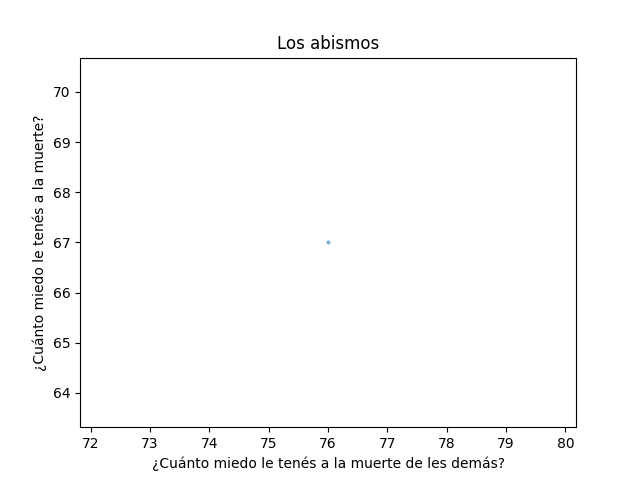 Los abismos
¿Cuánto miedo le tenés a la muerte?
70
69
68
67
66
65
64
72 73 74 75 76 77 78 79 80
¿Cuánto miedo le tenés a la muerte de les demás?